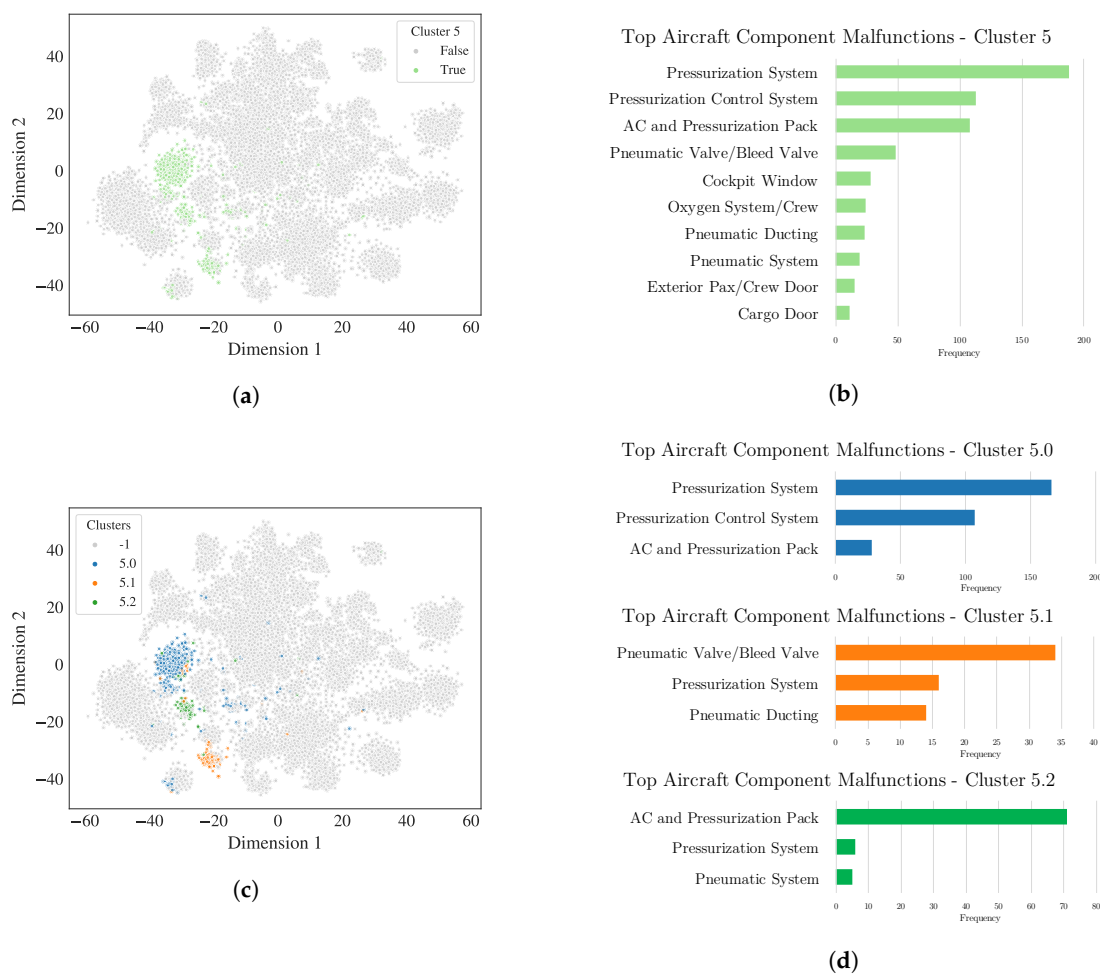 Cluster 5
False
True
Dimension 2
40
20
0
−20
−40
−60
−40
−20
0
20
40
60
Dimension 1
(a)
Top Aircraft Component Malfunctions - Cluster 5
Pressurization System
Pressurization Control System
AC and Pressurization Pack
Pneumatic Valve/Bleed Valve
Cockpit Window
Oxygen System/Crew
Pneumatic Ducting
Pneumatic System
Exterior Pax/Crew Door
Cargo Door
0
50
100
150
200
Frequency
(b)
Clusters
-1
5.0
5.1
5.2
Dimension 2
40
20
0
−20
−40
−60
−40
−20
0
20
40
60
Dimension 1
(c)
Top Aircraft Component Malfunctions - Cluster 5.0
Pressurization System
Pressurization Control System
AC and Pressurization Pack
0
50
100
150
200
Frequency
Top Aircraft Component Malfunctions - Cluster 5.1
Pneumatic Valve/Bleed Valve
Pressurization System
Pneumatic Ducting
0
5
10
15
20
25
30
35
40
Frequency
Top Aircraft Component Malfunctions - Cluster 5.2
AC and Pressurization Pack
Pressurization System
Pneumatic System
0
10
20
30
40
50
60
70
80
Frequency
(d)